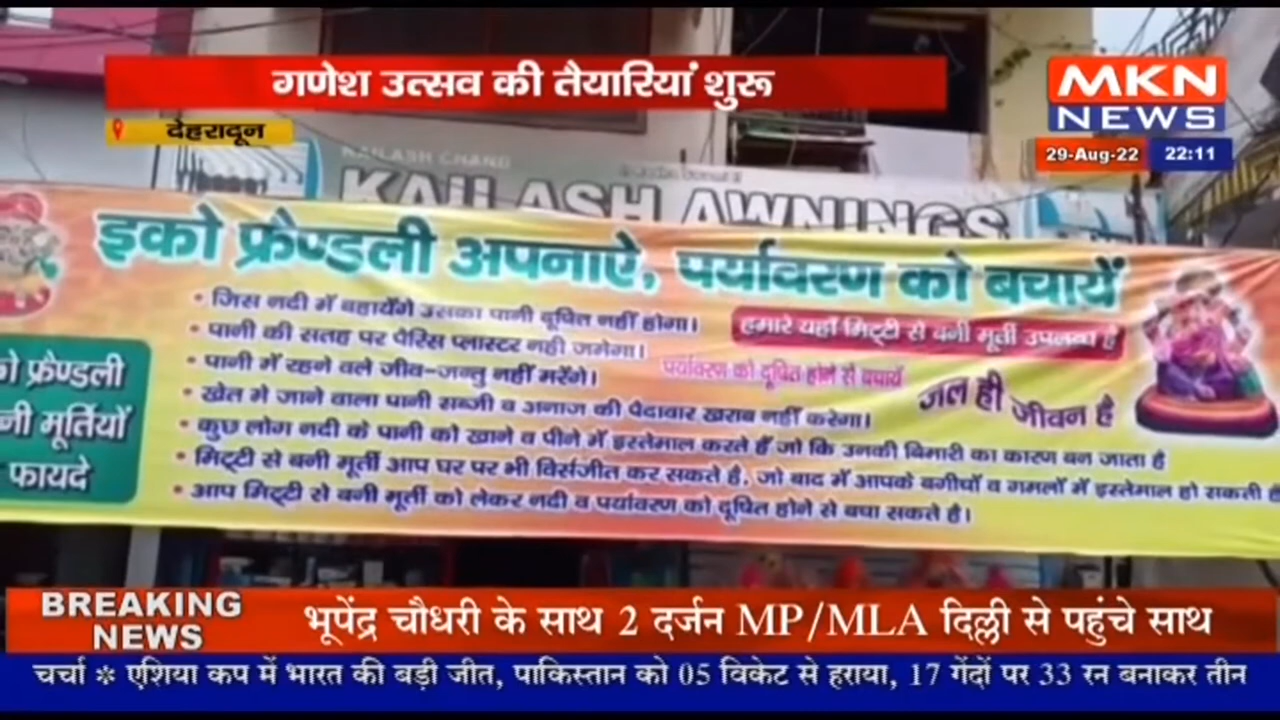 गणेश उत्सव की तैयारियां शुरू
MKN
NEWS
देहरादून
29-Aug-22 22:11
KAILASH CHAND
KAILASH AWNINGS
इको फ्रैण्डली अपनाऐ, पर्यावरण को बचायें
• जिस नदी में बहायेंगे उसका पानी दूषित नहीं होगा।
हमारे यहाँ मिट्टी से बनी मूर्ती उपलब्ध है
• पानी की सतह पर पेरिस प्लास्टर नही जमेगा।
• पानी में रहने वले जीव-जन्तु नहीं मरेंगे।
पर्यावरण को दूषित होने से बचायें
जल ही जीवन है
• खेत मे जाने वाला पानी सब्जी व अनाज की पैदावार खराब नहीं करेगा।
• कुछ लोग नदी के पानी को खाने व पीने में इस्तेमाल करते हैं जो कि उनकी बिमारी का कारण बन जाता है
• मिट्टी से बनी मूर्ती आप घर पर भी विर्सजीत कर सकते है, जो बाद में आपके बगीचों व गमलों में इस्तेमाल हो सकती है
• आप मिट्टी से बनी मूर्ती को लेकर नदी व पर्यावरण को दूषित होने से बचा सकते है।
फ्रैण्डली
मूर्तियों
फायदे
BREAKING
NEWS
भूपेंद्र चौधरी के साथ 2 दर्जन MP/MLA दिल्ली से पहुंचे साथ
चर्चा * एशिया कप में भारत की बड़ी जीत, पाकिस्तान को 05 विकेट से हराया, 17 गेंदों पर 33 रन बनाकर तीन